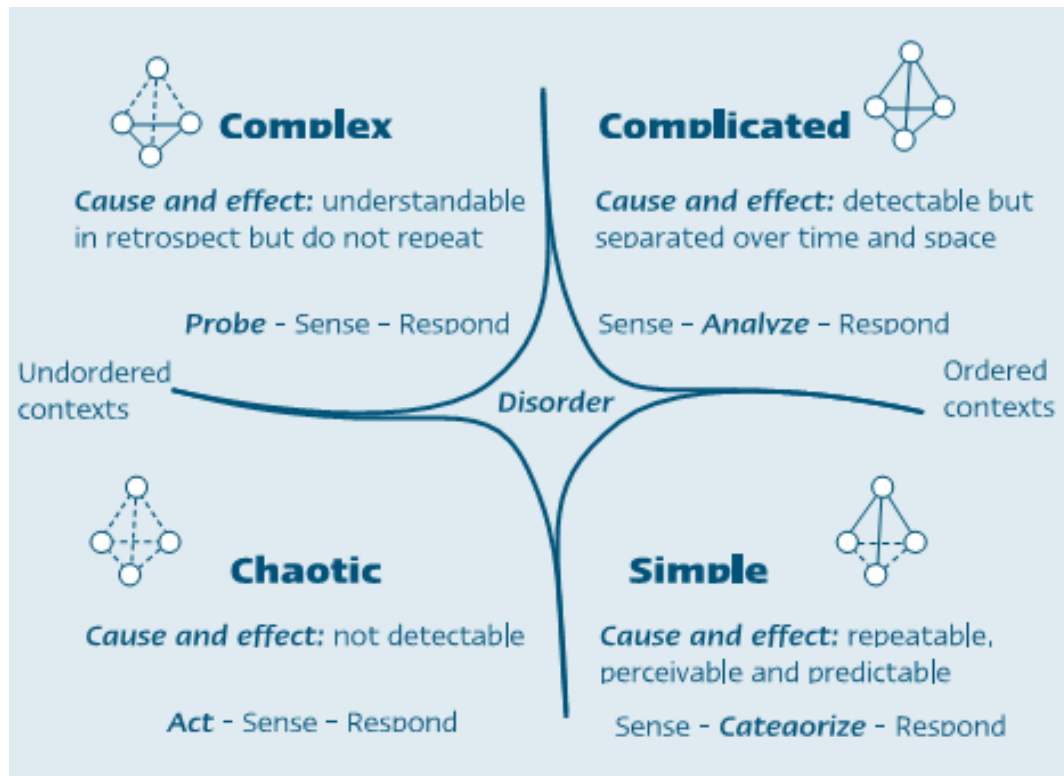 Complex
Cause and effect: understandable
in retrospect but do not repeat
Probe - Sense – Respond
Complicated
Cause and effect: detectable but
separated over time and space
Sense – Analyze – Respond
Undordered
contexts
Disorder
Ordered
contexts
Chaotic
Cause and effect: not detectable
Act - Sense – Respond
Simple
Cause and effect: repeatable,
perceivable and predictable
Sense - Categorize - Respond